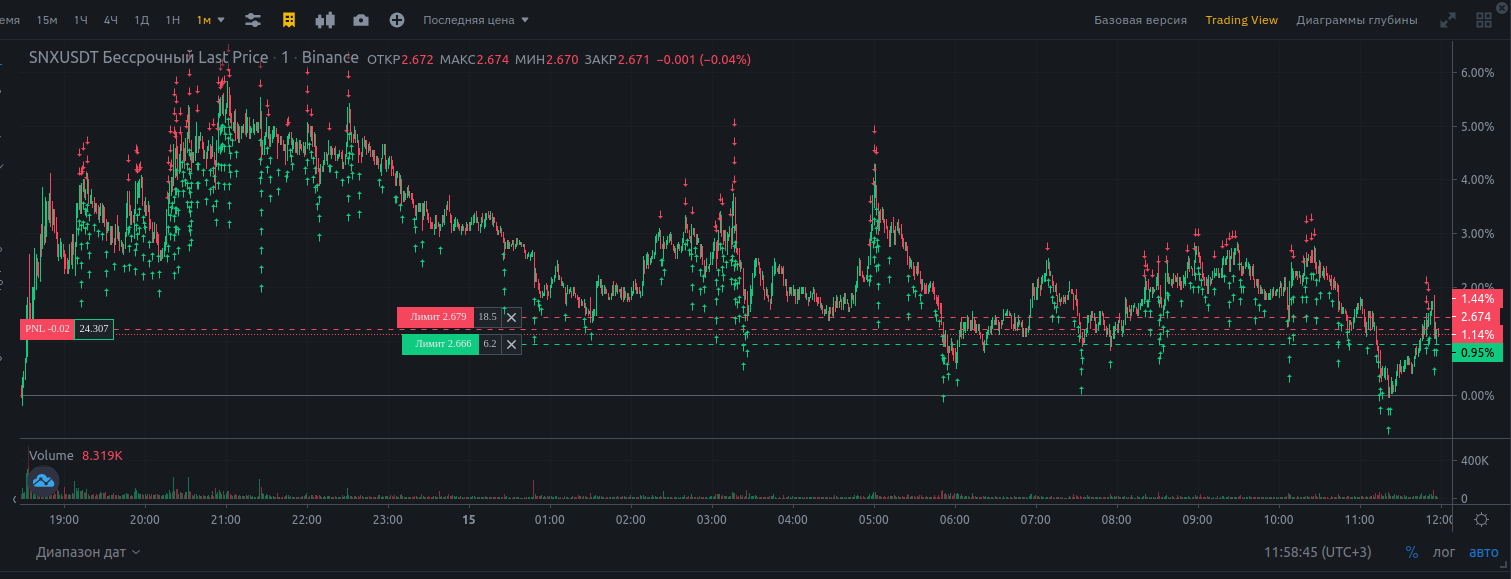 емя 15м 1Ч 4Ч 1Д 1Н 1м Последняя цена Базовая версия Trading View Диаграммы глубины
SNXUSDT Бессрочный Last Price · 1 · Binance ОТКР2.672 МАКС2.674 МИН2.670 ЗАКР2.671 −0.001 (−0.04%)
6.00%
5.00%
4.00%
3.00%
2.00%
1.44%
Лимит 2.679 18.5
2.674
PNL -0.02 24.307
1.14%
Лимит 2.666 6.2
0.95%
0.00%
Volume 8.319K
400K
0
19:00 20:00 21:00 22:00 23:00 15 01:00 02:00 03:00 04:00 05:00 06:00 07:00 08:00 09:00 10:00 11:00 12:00
Диапазон дат 11:58:45 (UTC+3) % лог авто